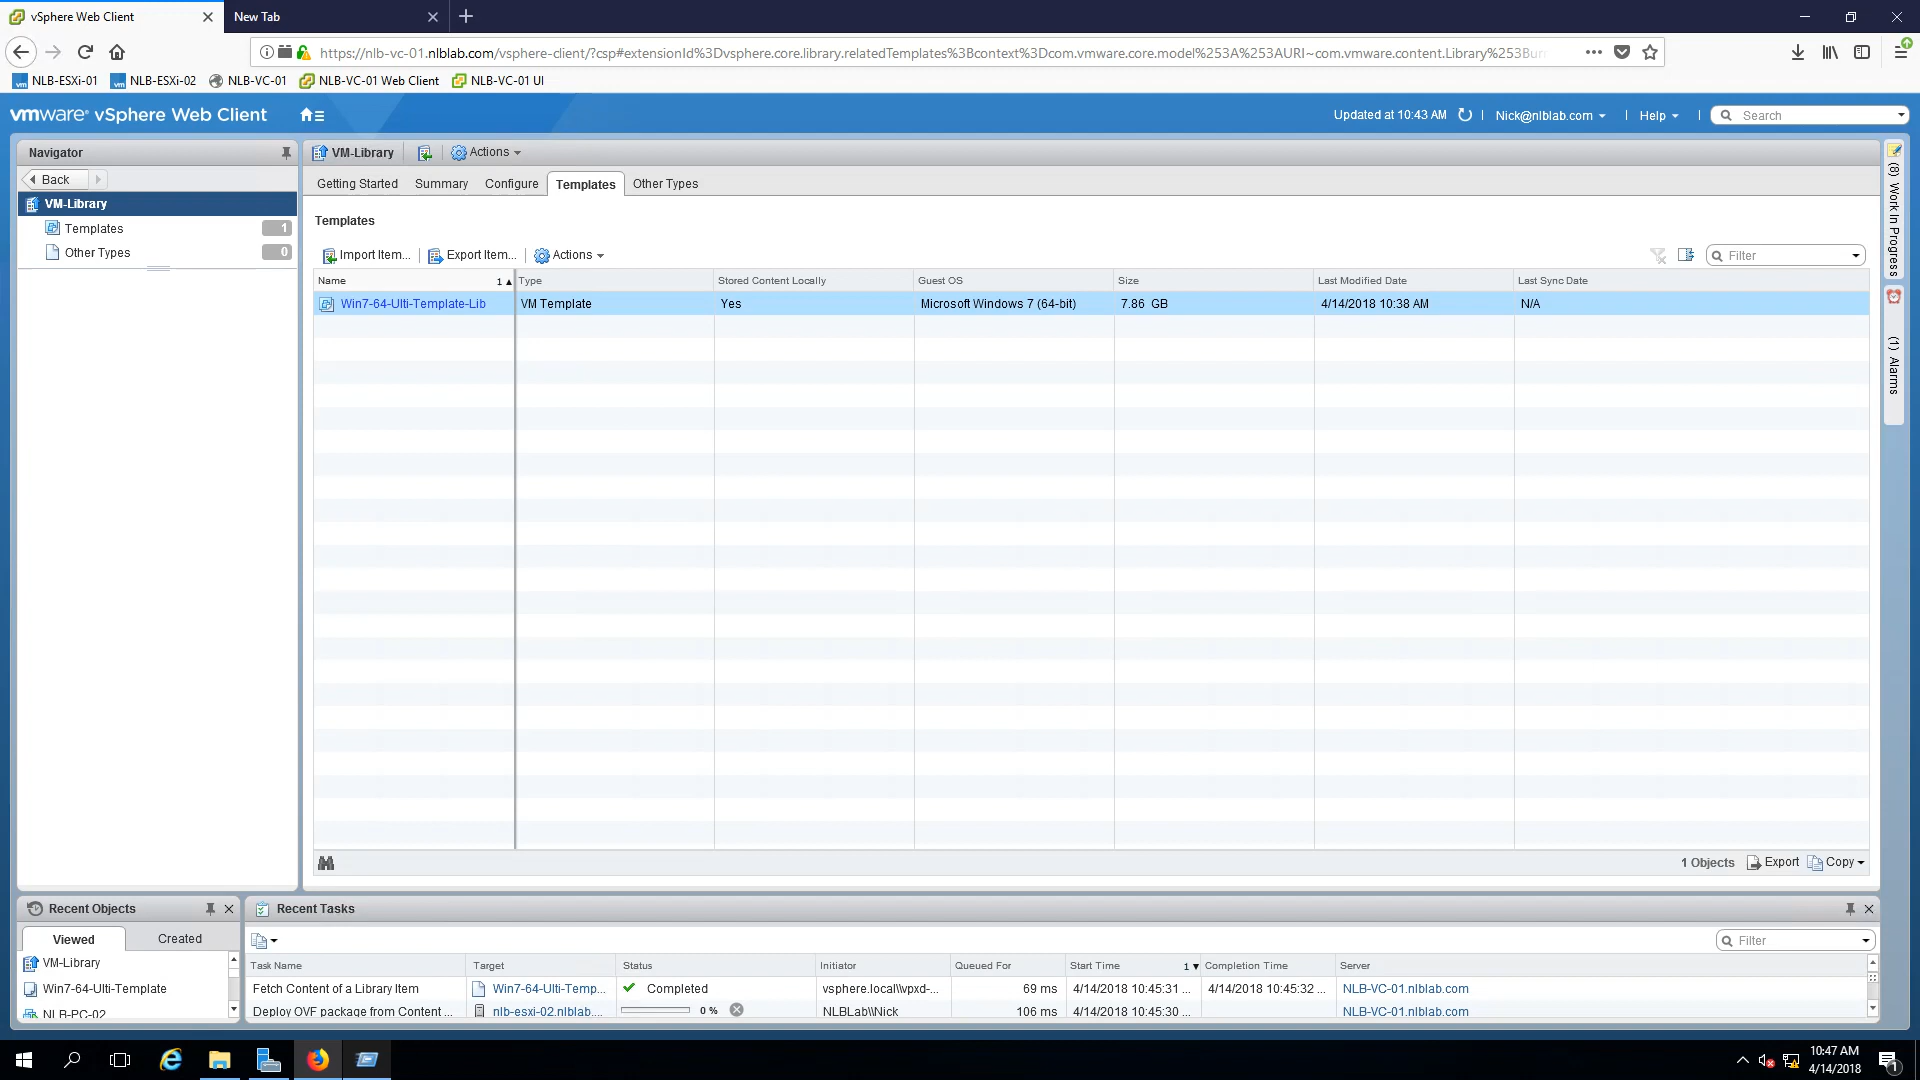 vSphere Web Client
New Tab
https://nlb-vc-01.nlblab.com/vsphere-client/?csp#extensionId%3Dvsphere.core.library.relatedTemplates%3Bcontext%3Dcom.vmware.core.model%253A%253AURI~com.vmware.content.Library%253Bur
NLB-ESXi-01
NLB-ESXi-02
NLB-VC-01
NLB-VC-01 Web Client
NLB-VC-01 UI
vmware® vSphere Web Client
Updated at 10:43 AM
Nick@nlblab.com
Help
Search
Navigator
VM-Library
Actions
Back
Getting Started
Summary
Configure
Templates
Other Types
VM-Library
Templates 1
Other Types 0
Templates
Import Item...
Export Item...
Actions
Filter
Name 1 Type Stored Content Locally Guest OS Size Last Modified Date Last Sync Date
Win7-64-Ulti-Template-Lib VM Template Yes Microsoft Windows 7 (64-bit) 7.86 GB 4/14/2018 10:38 AM N/A
(8) Work In Progress
(1) Alarms
1 Objects Export Copy
Recent Objects
Viewed
Created
VM-Library
Win7-64-Ulti-Template
NLB-PC-02
Recent Tasks
Filter
Task Name Target Status Initiator Queued For Start Time 1 Completion Time Server
Fetch Content of a Library Item Win7-64-Ulti-Temp... Completed vsphere.local\\vpxd-... 69 ms 4/14/2018 10:45:31 ... 4/14/2018 10:45:32 ... NLB-VC-01.nlblab.com
Deploy OVF package from Content ... nlb-esxi-02.nlblab.... 0 % NLBLab\\Nick 106 ms 4/14/2018 10:45:30 ... NLB-VC-01.nlblab.com
10:47 AM
4/14/2018
1